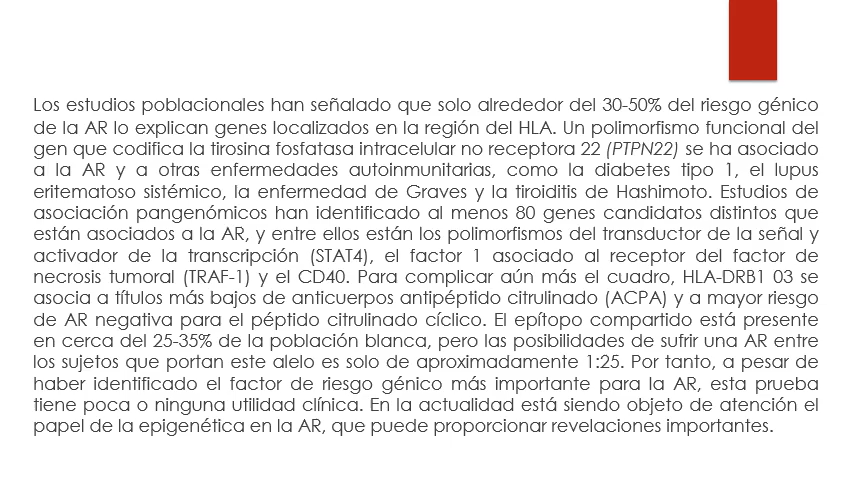 Los estudios poblacionales han señalado que solo alrededor del 30-50% del riesgo génico
de la AR lo explican genes localizados en la región del HLA. Un polimorfismo funcional del
gen que codifica la tirosina fosfatasa intracelular no receptora 22 (PTPN22) se ha asociado
a la AR y a otras enfermedades autoinmunitarias, como la diabetes tipo 1, el lupus
eritematoso sistémico, la enfermedad de Graves y la tiroiditis de Hashimoto. Estudios de
asociación pangenómicos han identificado al menos 80 genes candidatos distintos que
están asociados a la AR, y entre ellos están los polimorfismos del transductor de la señal y
activador de la transcripción (STAT4), el factor 1 asociado al receptor del factor de
necrosis tumoral (TRAF-1) y el CD40. Para complicar aún más el cuadro, HLA-DRB1 03 se
asocia a títulos más bajos de anticuerpos antipéptido citrulinado (ACPA) y a mayor riesgo
de AR negativa para el péptido citrulinado cíclico. El epítopo compartido está presente
en cerca del 25-35% de la población blanca, pero las posibilidades de sufrir una AR entre
los sujetos que portan este alelo es solo de aproximadamente 1:25. Por tanto, a pesar de
haber identificado el factor de riesgo génico más importante para la AR, esta prueba
tiene poca o ninguna utilidad clínica. En la actualidad está siendo objeto de atención el
papel de la epigenética en la AR, que puede proporcionar revelaciones importantes.